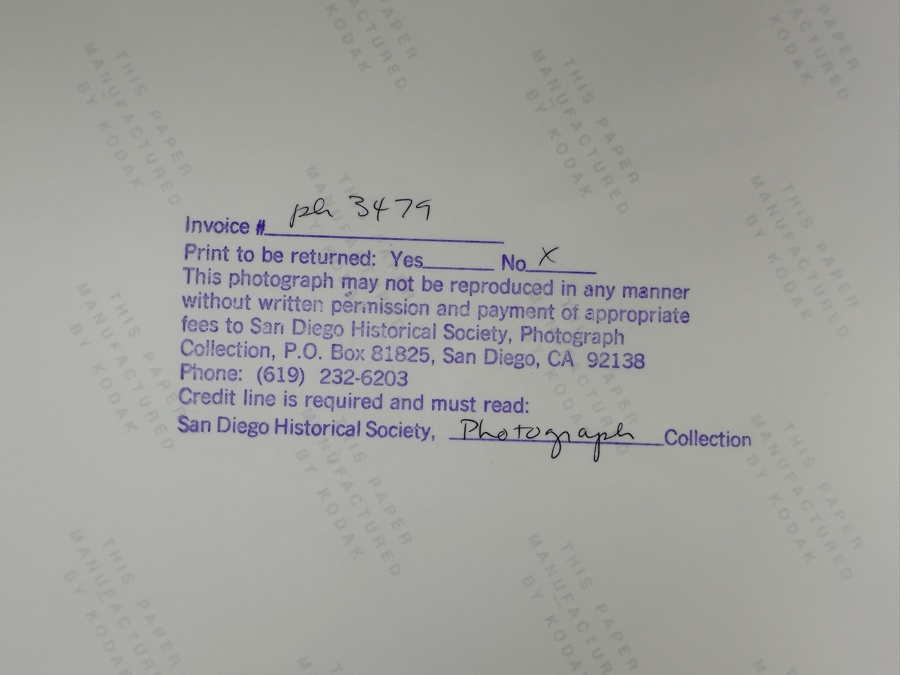 THIS PAPER
MANUFACTURED
BY KODAK
Invoice # ph 3479
Print to be returned: Yes______ No X
This photograph may not be reproduced in any manner
without written permission and payment of appropriate
fees to San Diego Historical Society, Photograph
Collection, P.O. Box 81825, San Diego, CA 92138
Phone: (619) 232-6203
Credit line is required and must read:
San Diego Historical Society, Photograph Collection